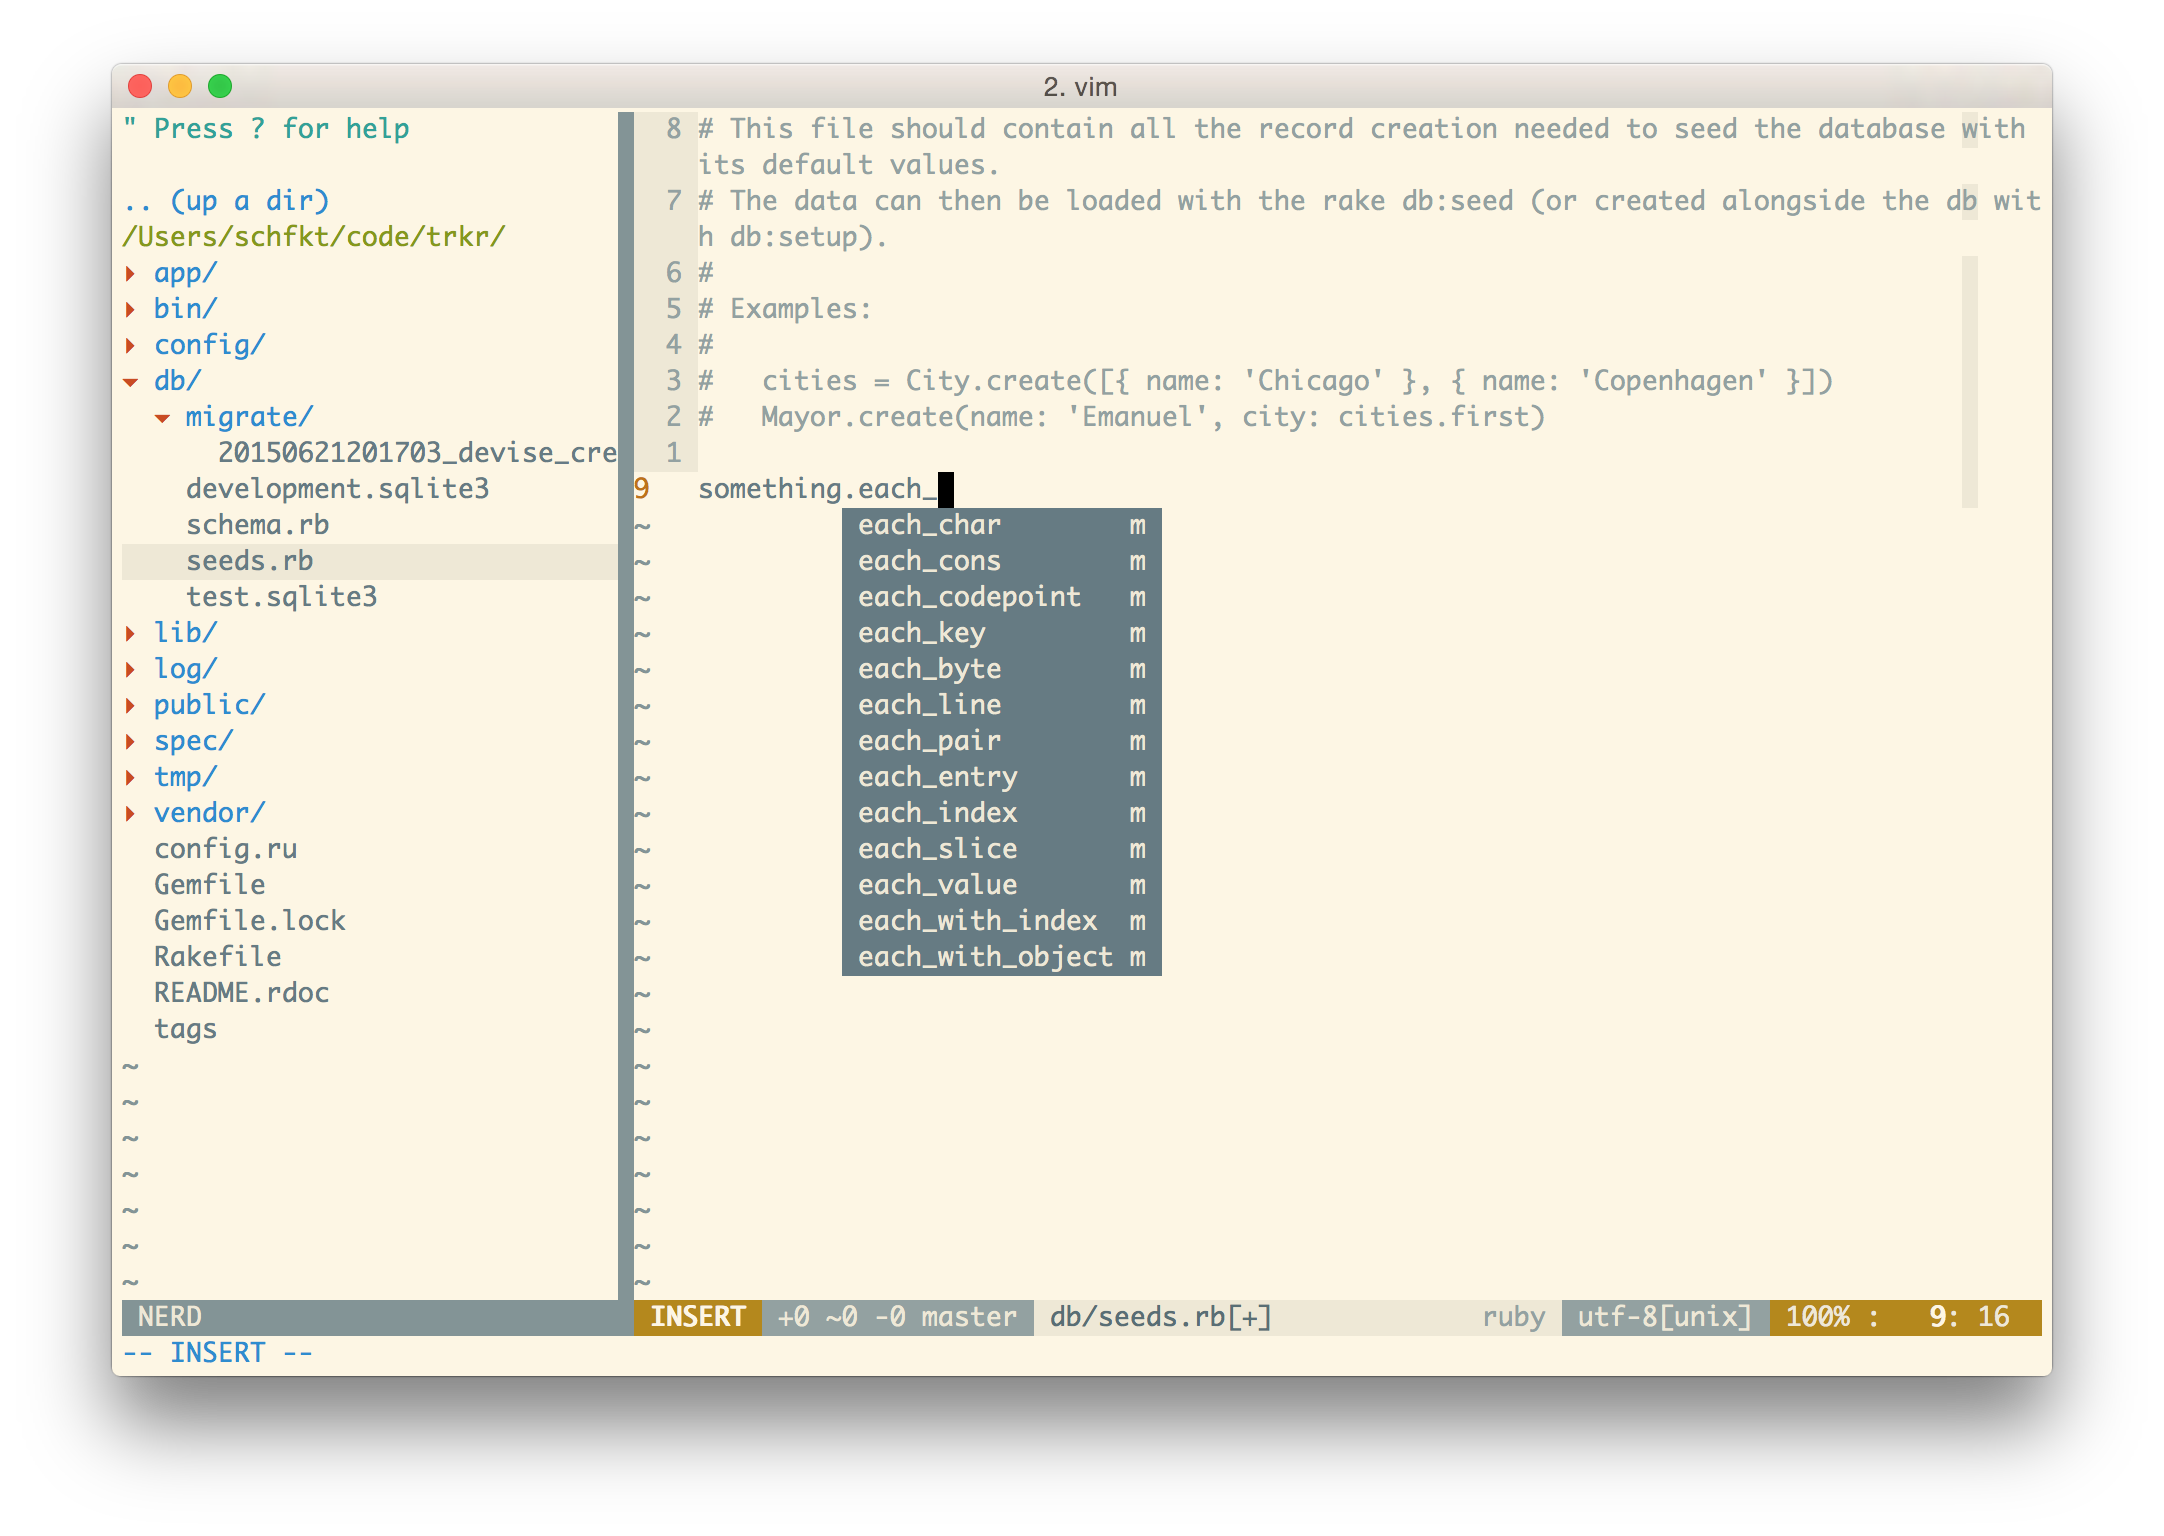 2. vim
" Press ? for help
.. (up a dir)
/Users/schfkt/code/trkr/
▸ app/
▸ bin/
▸ config/
▾ db/
▾ migrate/
20150621201703_devise_cre
development.sqlite3
schema.rb
seeds.rb
test.sqlite3
▸ lib/
▸ log/
▸ public/
▸ spec/
▸ tmp/
▸ vendor/
config.ru
Gemfile
Gemfile.lock
Rakefile
README.rdoc
tags
~
~
~
~
~
~
~
NERD
8 # This file should contain all the record creation needed to seed the database with
its default values.
7 # The data can then be loaded with the rake db:seed (or created alongside the db wit
h db:setup).
6 #
5 # Examples:
4 #
3 #   cities = City.create([{ name: 'Chicago' }, { name: 'Copenhagen' }])
2 #   Mayor.create(name: 'Emanuel', city: cities.first)
1
9   something.each_
~ each_char m
~ each_cons m
~ each_codepoint m
~ each_key m
~ each_byte m
~ each_line m
~ each_pair m
~ each_entry m
~ each_index m
~ each_slice m
~ each_value m
~ each_with_index m
~ each_with_object m
~
~
~
~
~
~
~
~
~
INSERT +0 ~0 -0 master db/seeds.rb[+] ruby utf-8[unix] 100% : 9: 16
-- INSERT --